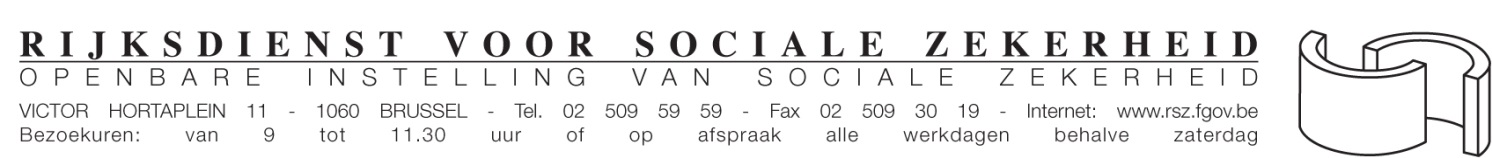 RIJKSDIENST VOOR SOCIALE ZEKERHEID
OPENBARE INSTELLING VAN SOCIALE ZEKERHEID
VICTOR HORTAPLEIN 11 - 1060 BRUSSEL - Tel. 02 509 59 59 - Fax 02 509 30 19 - Internet: www.rsz.fgov.be
Bezoekuren: van 9 tot 11.30 uur of op afspraak alle werkdagen behalve zaterdag